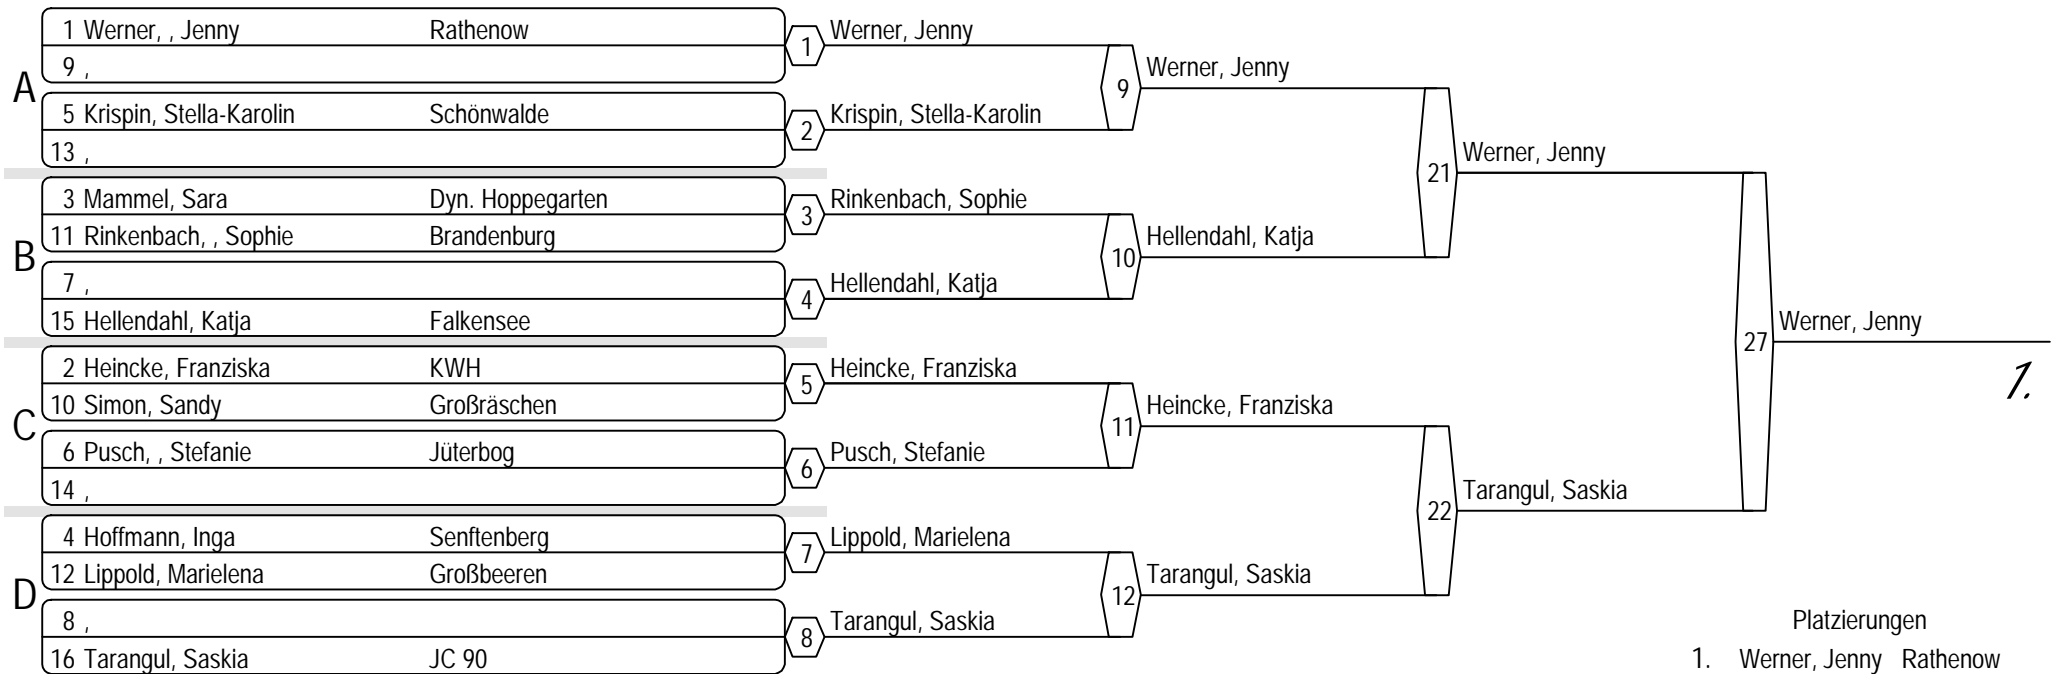 1 Werner, , Jenny Rathenow
9 ,
1
Werner, Jenny
A
5 Krispin, Stella-Karolin Schönwalde
13 ,
2
Krispin, Stella-Karolin
9
Werner, Jenny
3 Mammel, Sara Dyn. Hoppegarten
11 Rinkenbach, , Sophie Brandenburg
3
Rinkenbach, Sophie
B
7 ,
15 Hellendahl, Katja Falkensee
4
Hellendahl, Katja
10
Hellendahl, Katja
21
Werner, Jenny
2 Heincke, Franziska KWH
10 Simon, Sandy Großräschen
5
Heincke, Franziska
C
6 Pusch, , Stefanie Jüterbog
14 ,
6
Pusch, Stefanie
11
Heincke, Franziska
4 Hoffmann, Inga Senftenberg
12 Lippold, Marielena Großbeeren
7
Lippold, Marielena
D
8 ,
16 Tarangul, Saskia JC 90
8
Tarangul, Saskia
12
Tarangul, Saskia
22
Tarangul, Saskia
27
Werner, Jenny
1.
Platzierungen
1. Werner, Jenny Rathenow